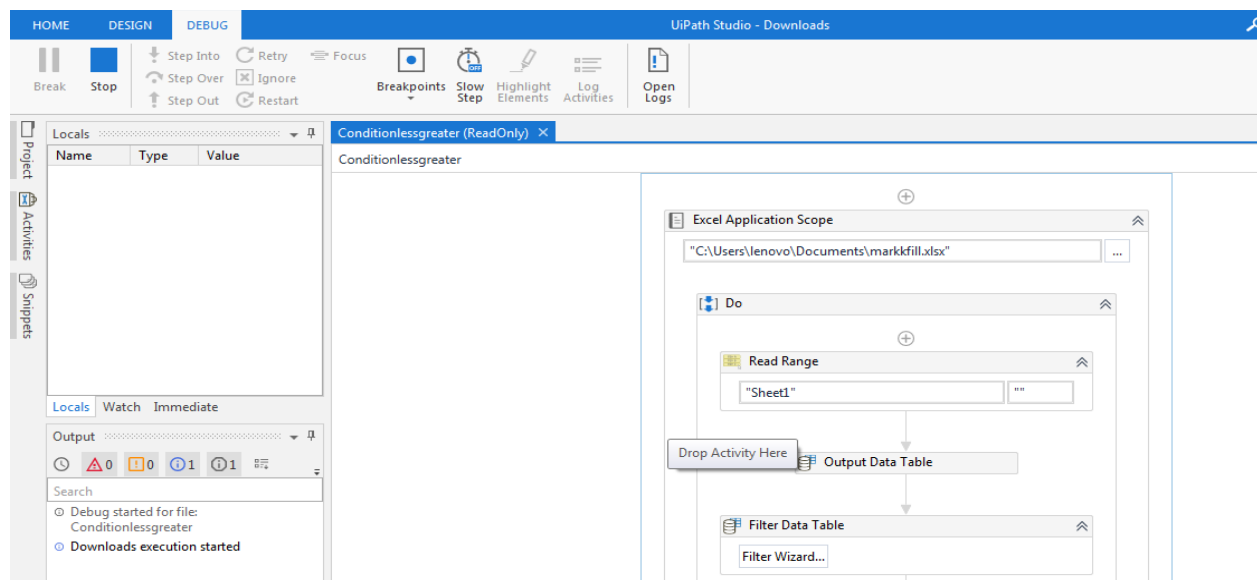 HOME DESIGN DEBUG UiPath Studio - Downloads
Break Stop Step Into Retry Focus Breakpoints Slow Step Highlight Elements Log Activities Open Logs
Step Over Ignore
Step Out Restart
OFF
Project
Activities
Snippets
Locals
Name Type Value
Locals Watch Immediate
Output
0 0 1 1
Search
Debug started for file:
Conditionlessgreater
Downloads execution started
Conditionlessgreater (ReadOnly)
Conditionlessgreater
Excel Application Scope
"C:\Users\lenovo\Documents\markkfill.xlsx" ...
Do
Read Range
"Sheet1" ""
Drop Activity Here
Output Data Table
Filter Data Table
Filter Wizard...